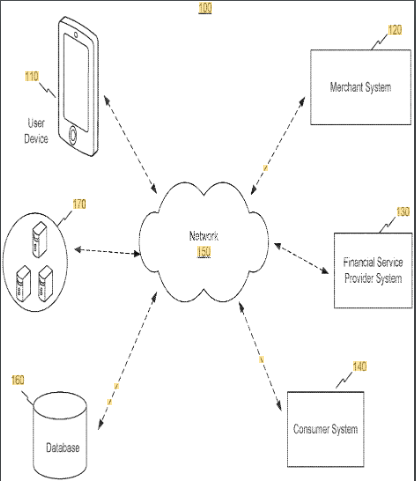 100
110
User
Device
120
Merchant System
170
Network
150
130
Financial Service
Provider System
160
Database
140
Consumer System